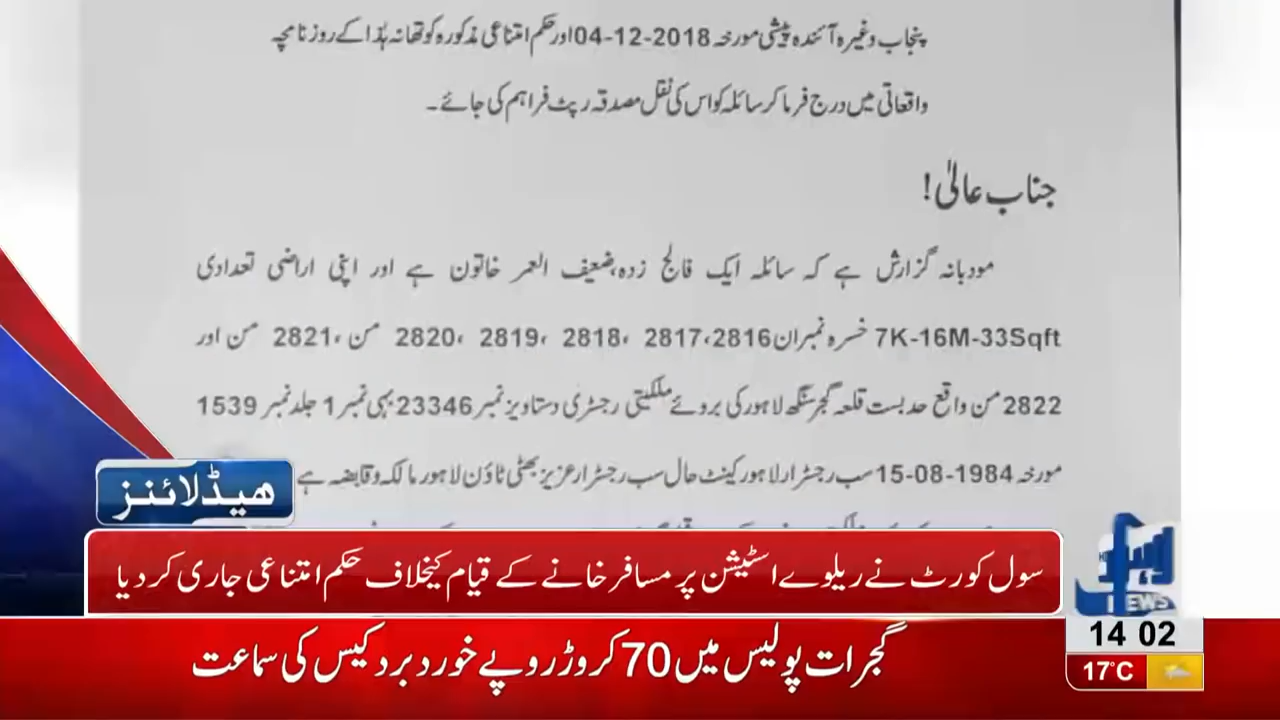 پنجاب وغیرہ آئندہ پیشی مورخہ 04-12-2018 اور حکم امتناعی مذکورہ کو تھانہ ہٰذا کے روزنامچہ
واقعاتی میں درج فرما کر سائلہ کو اس کی نقل مصدقہ رپٹ فراہم کی جائے۔
جناب عالیٰ!
مودبانہ گزارش ہے کہ سائلہ ایک فالج زدہ،ضعیف العمر خاتون ہے اور اپنی اراضی تعدادی
7K-16M-33Sqft خسرہ نمبران 2816،2817، 2818، 2819، 2820 من، 2821 من اور
2822 من واقع حدبست قلعہ گجر سنگھ لاہور کی بروئے ملکیتی رجسٹری دستاویز نمبر 23346 بہی نمبر 1 جلد نمبر 1539
مورخہ 15-08-1984 سب رجسٹرار لاہور کینٹ حال سب رجسٹرار عزیز بھٹی ٹاؤن لاہور مالکہ و قابضہ ہے
ھیڈلائنز
سول کورٹ نے ریلوے اسٹیشن پر مسافر خانے کے قیام کیخلاف حکم امتناعی جاری کردیا
NEWS
14 02
گجرات پولیس میں 70 کروڑ روپے خورد برد کیس کی سماعت
17°C